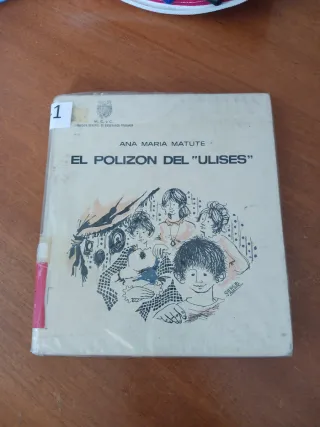 1
ANA MARIA MATUTE
EL POLIZON DEL "ULISES"